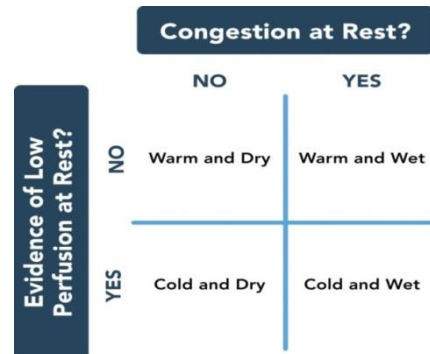 Congestion at Rest?
NO YES
Evidence of Low
Perfusion at Rest?
NO
Warm and Dry Warm and Wet
YES
Cold and Dry Cold and Wet